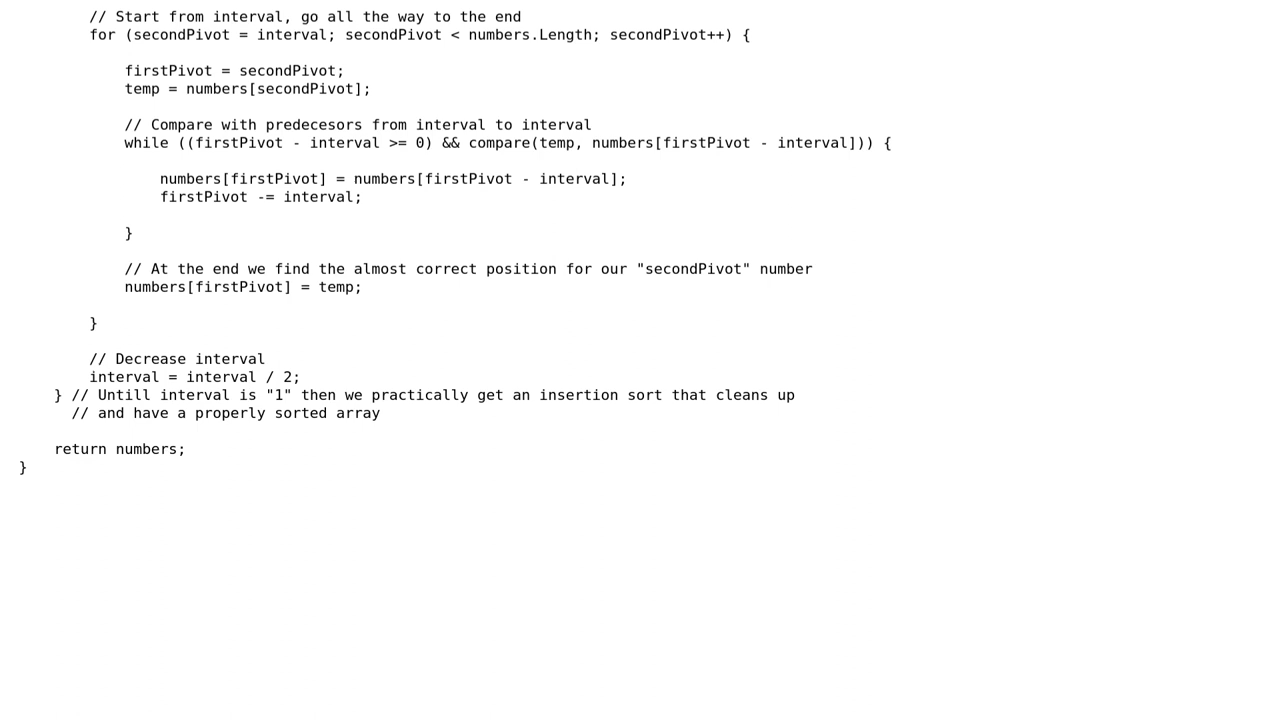 // Start from interval, go all the way to the end
for (secondPivot = interval; secondPivot < numbers.Length; secondPivot++) {
firstPivot = secondPivot;
temp = numbers[secondPivot];
// Compare with predecesors from interval to interval
while ((firstPivot - interval >= 0) && compare(temp, numbers[firstPivot - interval])) {
numbers[firstPivot] = numbers[firstPivot - interval];
firstPivot -= interval;
}
// At the end we find the almost correct position for our "secondPivot" number
numbers[firstPivot] = temp;
}
// Decrease interval
interval = interval / 2;
} // Untill interval is "1" then we practically get an insertion sort that cleans up
// and have a properly sorted array
return numbers;
}